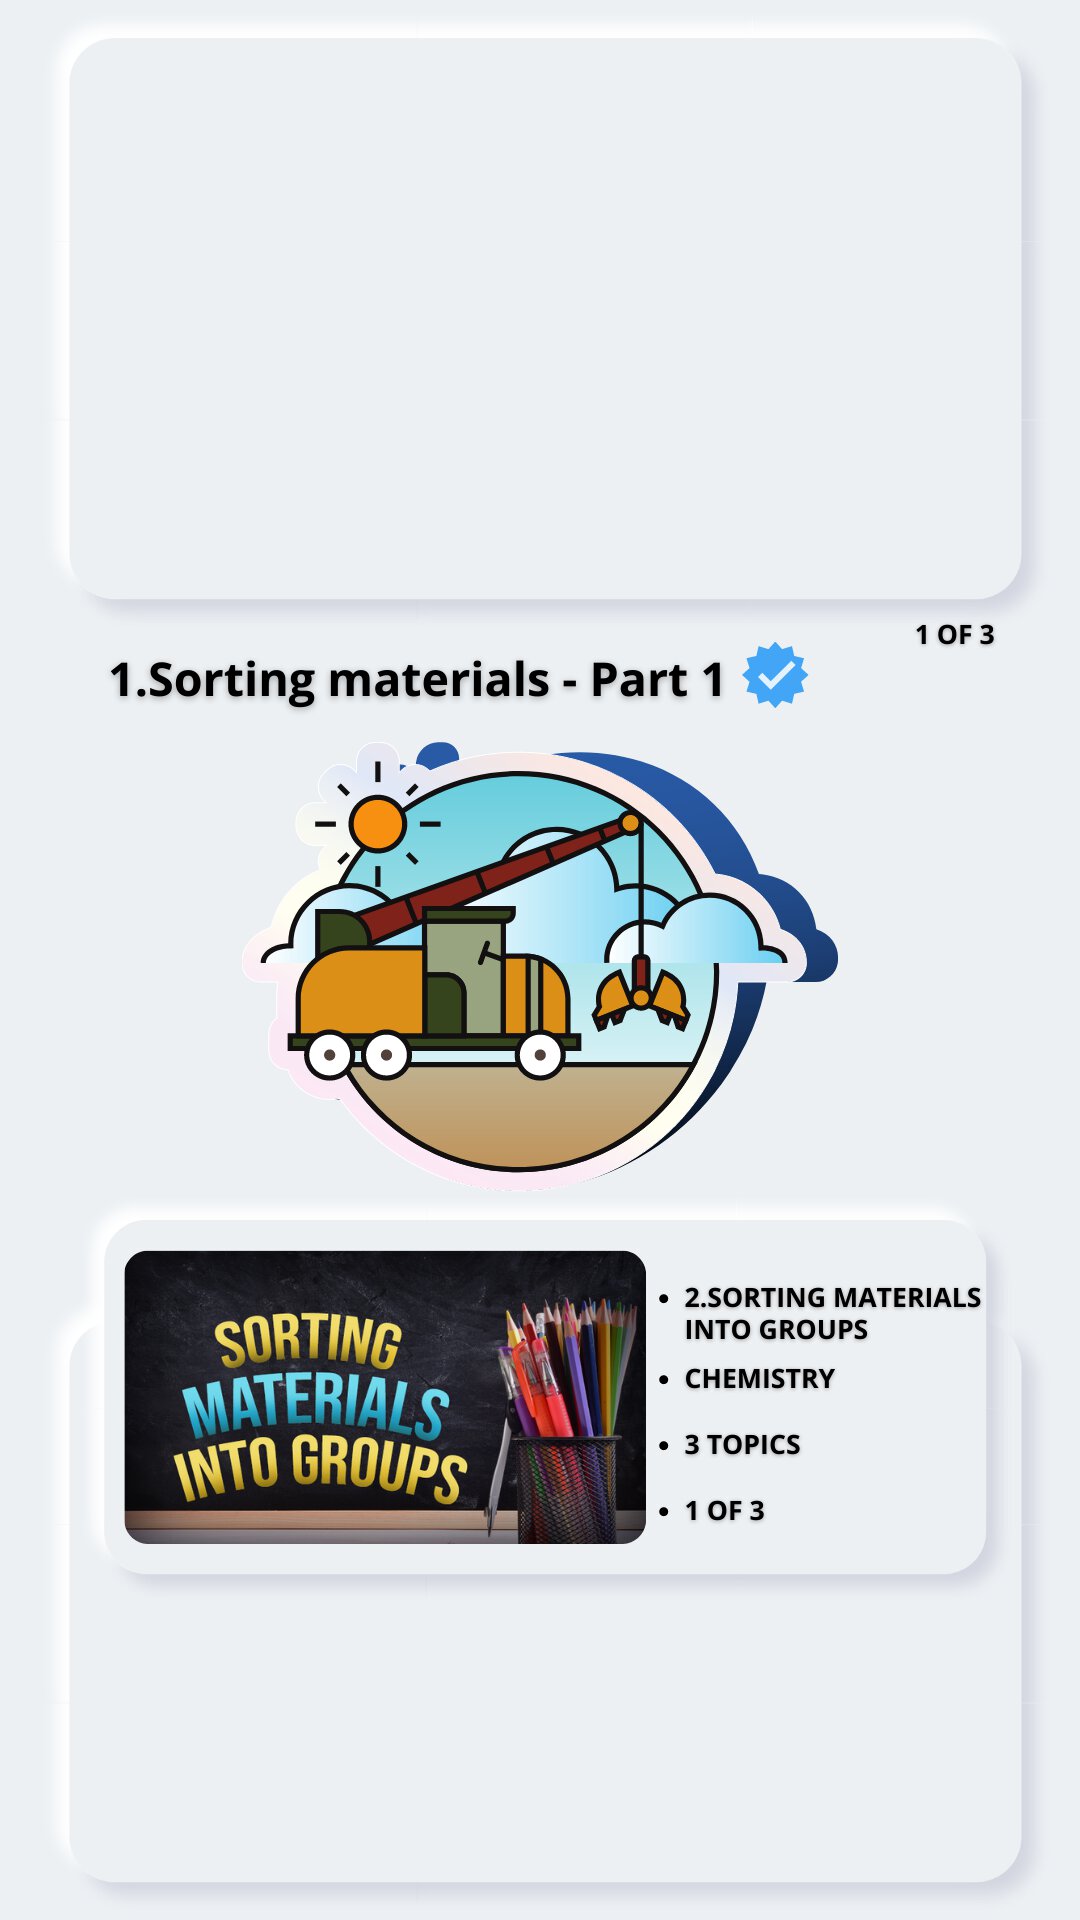 1 OF 3
1.Sorting materials - Part 1
SORTING
MATERIALS
INTO GROUPS
• 2.SORTING MATERIALS
INTO GROUPS
• CHEMISTRY
• 3 TOPICS
• 1 OF 3